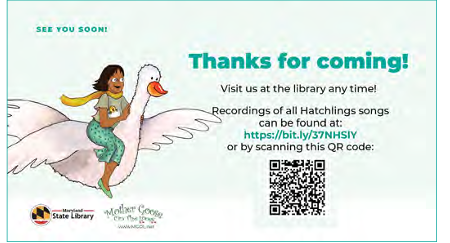 SEE YOU SOON!
Thanks for coming!
Visit us at the library any time!
Recordings of all Hatchlings songs
can be found at:
https://bit.ly/37NHSlY
or by scanning this QR code:
Maryland
State Library
Mother Goose
On The Loose
www.MGOL.net